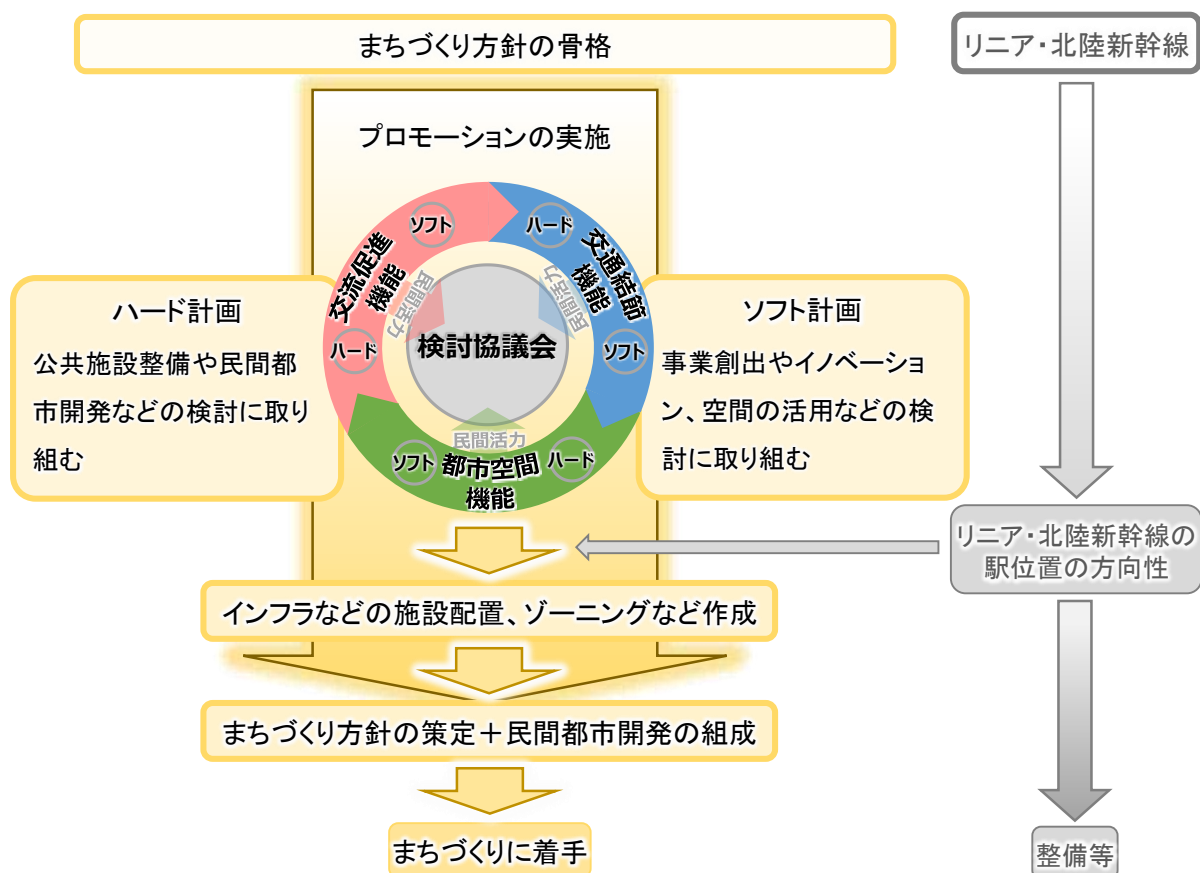 まちづくり方針の骨格
リニア・北陸新幹線
プロモーションの実施
ソフト
ハード
交流促進
機能
交通結節
機能
民間活力
民間活力
ハード
ソフト
検討協議会
民間活力
ソフト
ハード
都市空間
機能
ハード計画
公共施設整備や民間都
市開発などの検討に取り
組む
ソフト計画
事業創出やイノベーショ
ン、空間の活用などの検
討に取り組む
リニア・北陸新幹線の
駅位置の方向性
インフラなどの施設配置、ゾーニングなど作成
まちづくり方針の策定＋民間都市開発の組成
まちづくりに着手
整備等